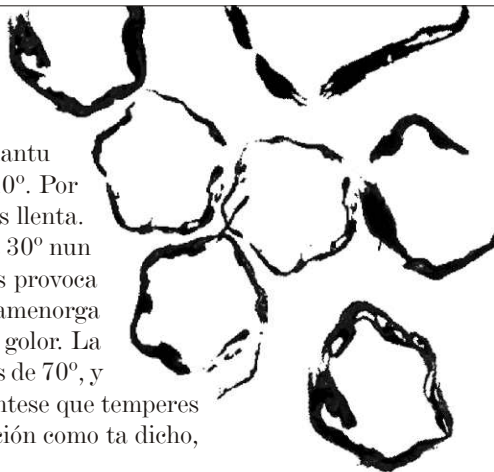 antu
0º. Por
s llenta.
30º nun
s provoca
amenorga
golor. La
s de 70º, y
ntese que temperes
ción como ta dicho,